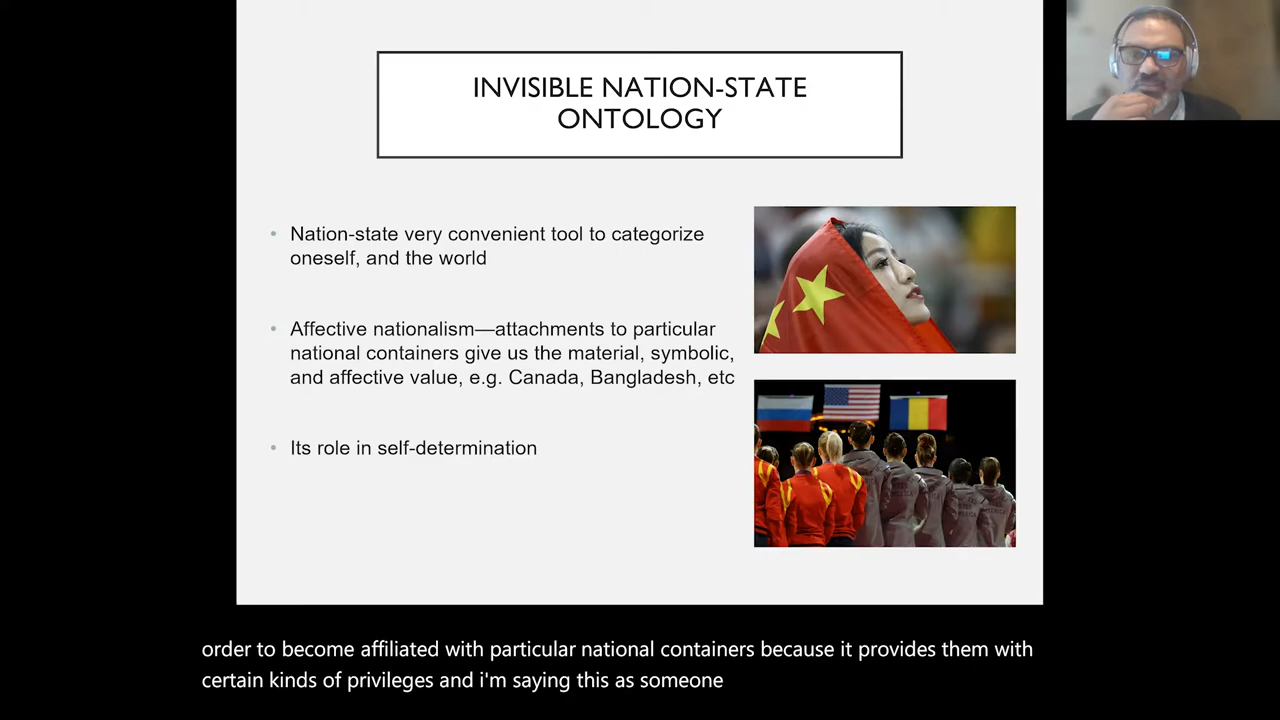 INVISIBLE NATION-STATE
ONTOLOGY
• Nation-state very convenient tool to categorize
oneself, and the world
• Affective nationalism—attachments to particular
national containers give us the material, symbolic,
and affective value, e.g. Canada, Bangladesh, etc
• Its role in self-determination
order to become affiliated with particular national containers because it provides them with
certain kinds of privileges and i'm saying this as someone